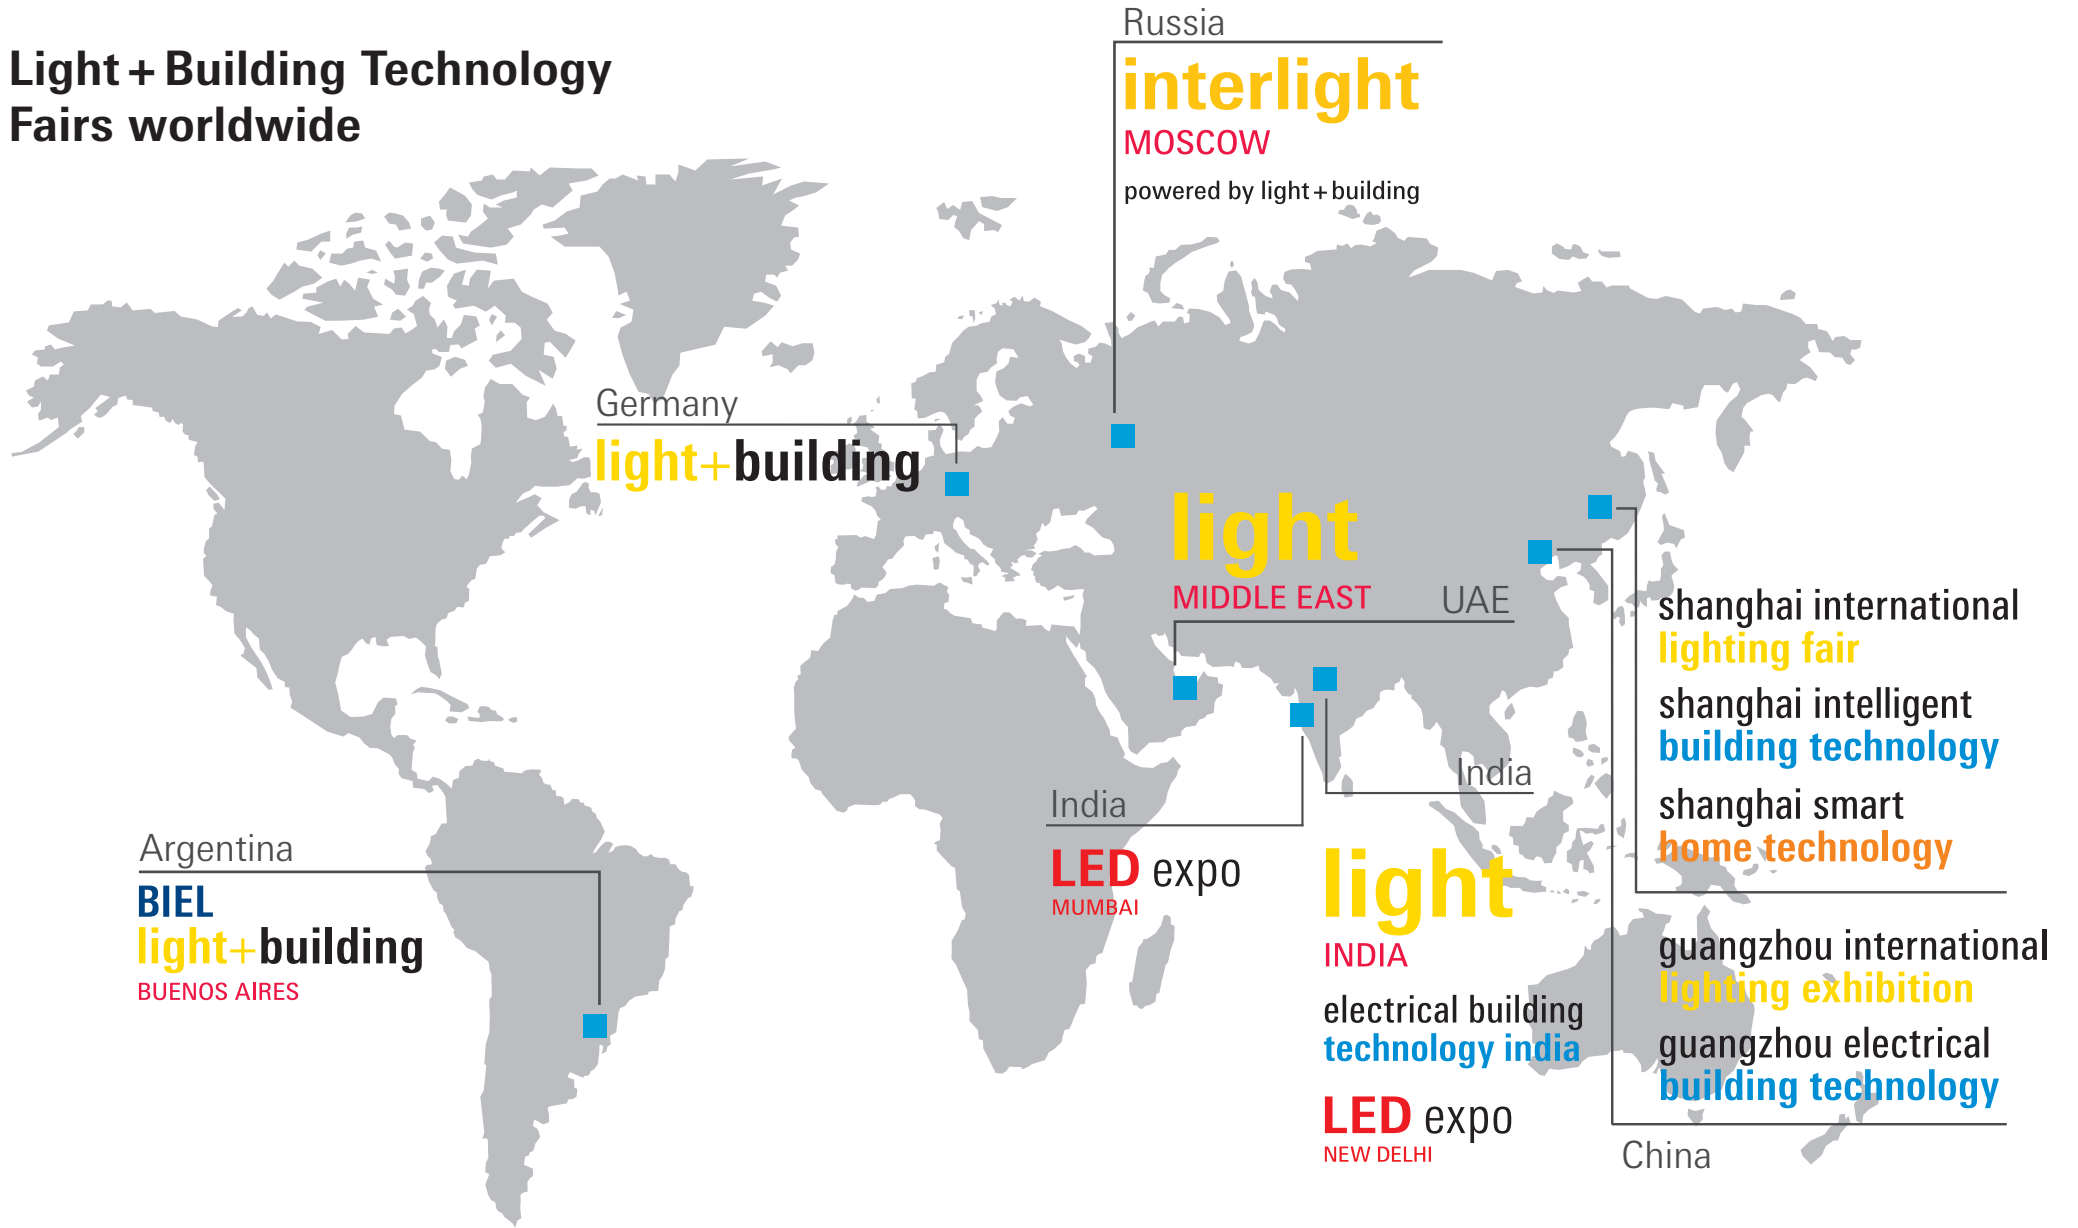 Light + Building Technology
Fairs worldwide
Russia
interlight
MOSCOW
powered by light + building
Germany
light+building
light
MIDDLE EAST
UAE
shanghai international
lighting fair
shanghai intelligent
building technology
shanghai smart
home technology
India
India
LED expo
MUMBAI
Argentina
BIEL
light+building
BUENOS AIRES
light
INDIA
electrical building
technology india
LED expo
NEW DELHI
guangzhou international
lighting exhibition
guangzhou electrical
building technology
China